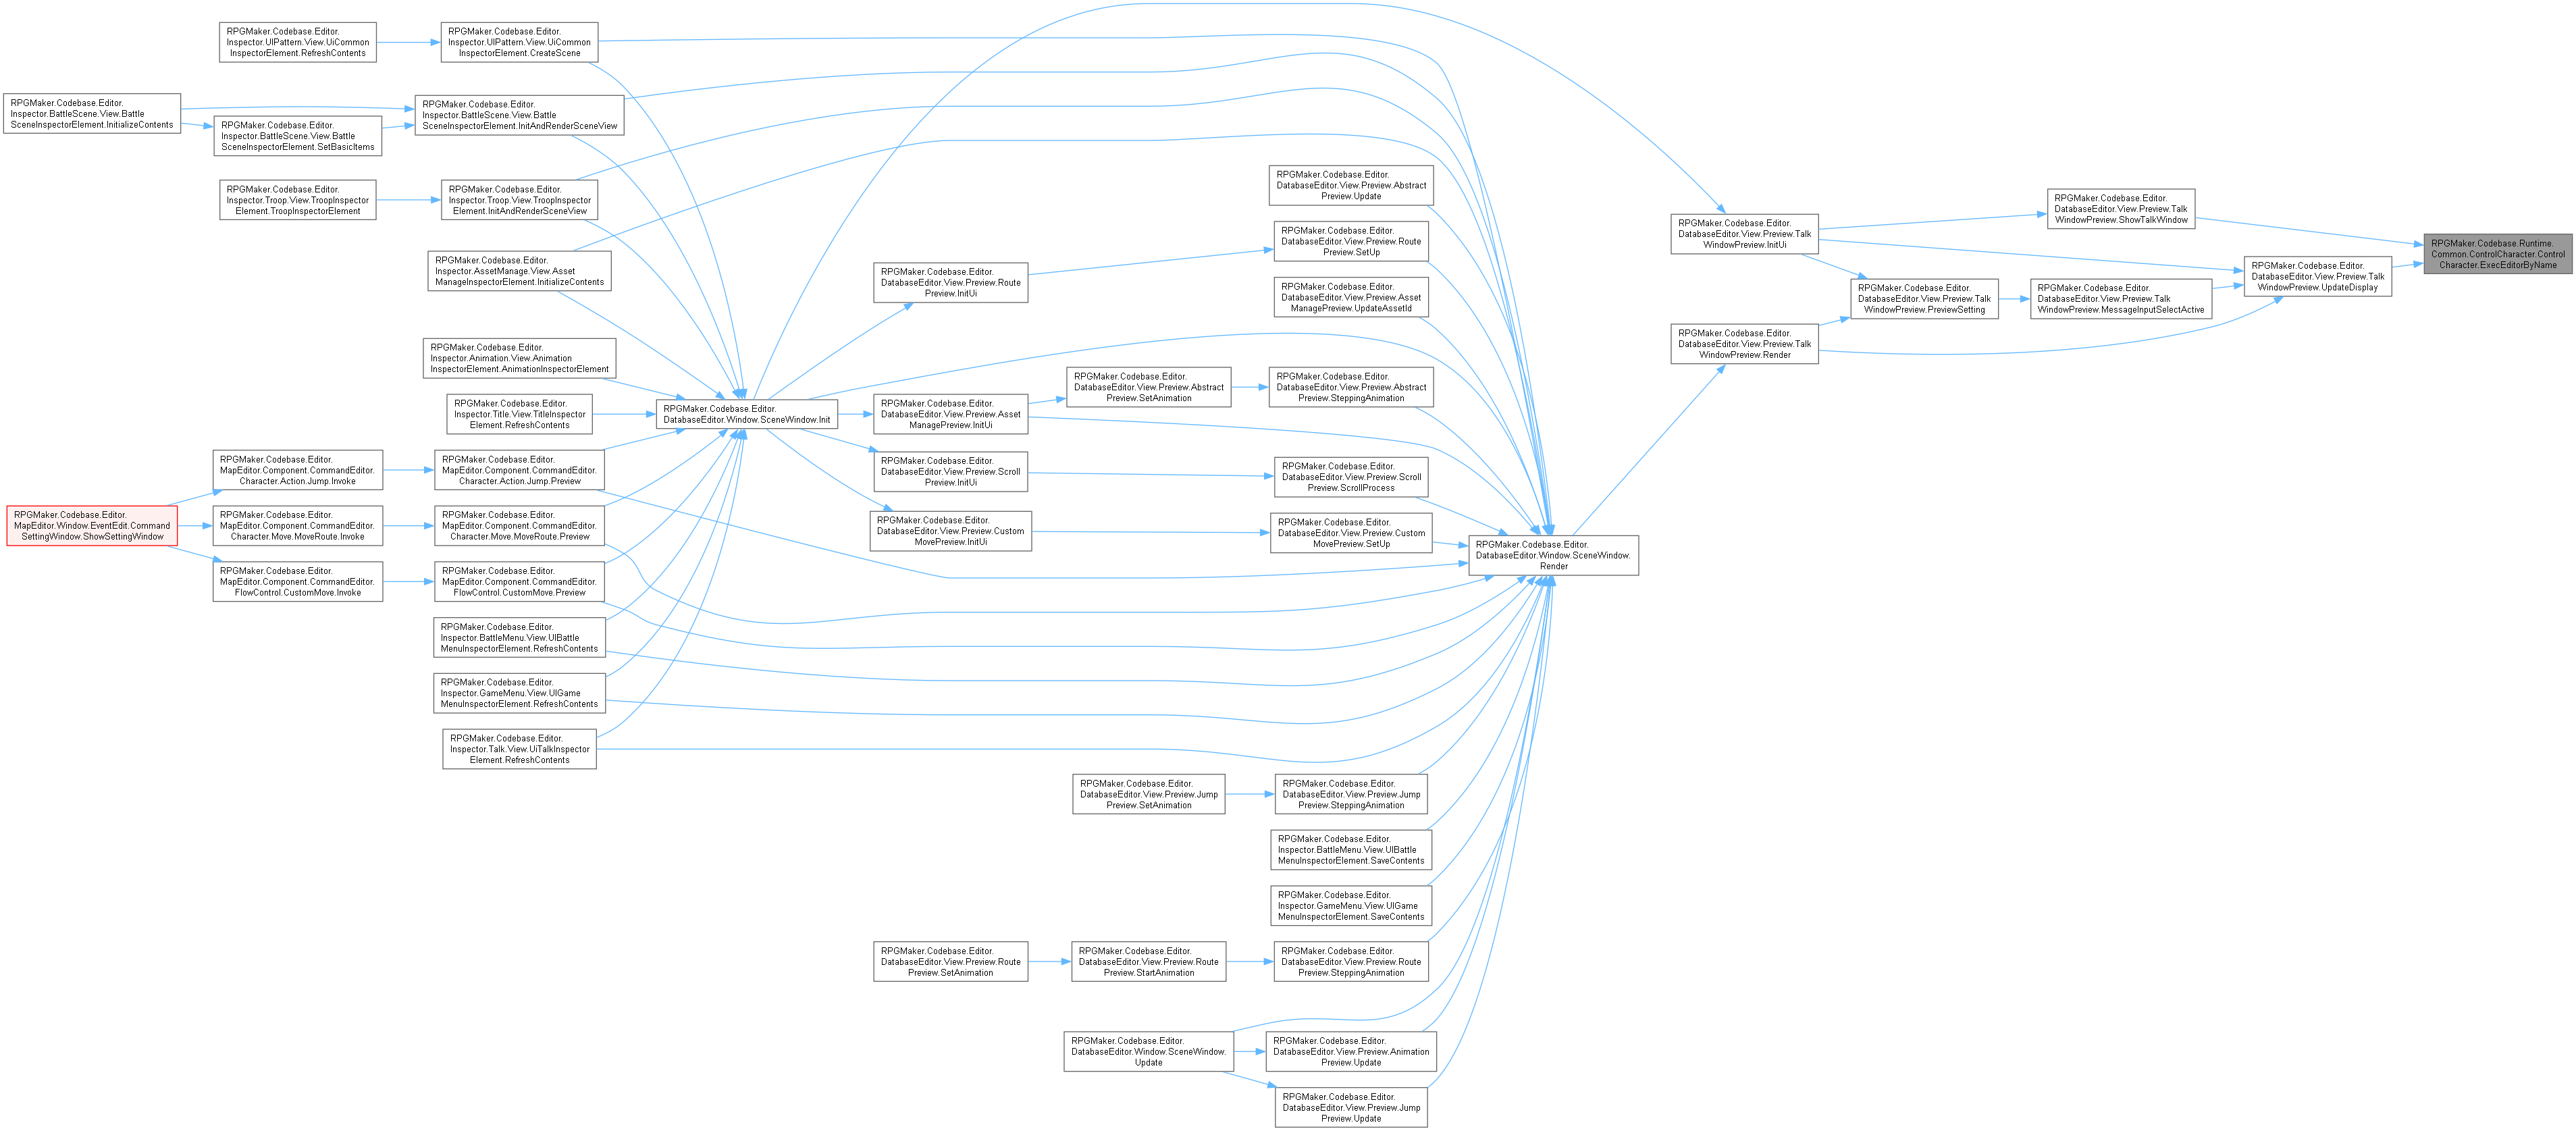 RPGMaker.Codebase.Editor.
Inspector.UIPattern.View.UiCommon
InspectorElement.RefreshContents
RPGMaker.Codebase.Editor.
Inspector.UIPattern.View.UiCommon
InspectorElement.CreateScene
RPGMaker.Codebase.Editor.
Inspector.BattleScene.View.Battle
SceneInspectorElement.InitializeContents
RPGMaker.Codebase.Editor.
Inspector.BattleScene.View.Battle
SceneInspectorElement.SetBasicItems
RPGMaker.Codebase.Editor.
Inspector.BattleScene.View.Battle
SceneInspectorElement.InitAndRenderSceneView
RPGMaker.Codebase.Editor.
Inspector.Troop.View.TroopInspector
Element.TroopInspectorElement
RPGMaker.Codebase.Editor.
Inspector.Troop.View.TroopInspector
Element.InitAndRenderSceneView
RPGMaker.Codebase.Editor.
Inspector.AssetManage.View.Asset
ManageInspectorElement.InitializeContents
RPGMaker.Codebase.Editor.
Inspector.Animation.View.Animation
InspectorElement.AnimationInspectorElement
RPGMaker.Codebase.Editor.
Inspector.Title.View.TitleInspector
Element.RefreshContents
RPGMaker.Codebase.Editor.
DatabaseEditor.Window.SceneWindow.Init
RPGMaker.Codebase.Editor.
MapEditor.Component.CommandEditor.
Character.Action.Jump.Invoke
RPGMaker.Codebase.Editor.
MapEditor.Component.CommandEditor.
Character.Action.Jump.Preview
RPGMaker.Codebase.Editor.
MapEditor.Window.EventEdit.Command
SettingWindow.ShowSettingWindow
RPGMaker.Codebase.Editor.
MapEditor.Component.CommandEditor.
Character.Move.MoveRoute.Invoke
RPGMaker.Codebase.Editor.
MapEditor.Component.CommandEditor.
Character.Move.MoveRoute.Preview
RPGMaker.Codebase.Editor.
MapEditor.Component.CommandEditor.
FlowControl.CustomMove.Invoke
RPGMaker.Codebase.Editor.
MapEditor.Component.CommandEditor.
FlowControl.CustomMove.Preview
RPGMaker.Codebase.Editor.
Inspector.BattleMenu.View.UIBattle
MenuInspectorElement.RefreshContents
RPGMaker.Codebase.Editor.
Inspector.GameMenu.View.UIGame
MenuInspectorElement.RefreshContents
RPGMaker.Codebase.Editor.
Inspector.Talk.View.UiTalkInspector
Element.RefreshContents
RPGMaker.Codebase.Editor.
DatabaseEditor.View.Preview.Abstract
Preview.Update
RPGMaker.Codebase.Editor.
DatabaseEditor.View.Preview.Route
Preview.SetUp
RPGMaker.Codebase.Editor.
DatabaseEditor.View.Preview.Route
Preview.InitUi
RPGMaker.Codebase.Editor.
DatabaseEditor.View.Preview.Asset
ManagePreview.UpdateAssetId
RPGMaker.Codebase.Editor.
DatabaseEditor.View.Preview.Abstract
Preview.SetAnimation
RPGMaker.Codebase.Editor.
DatabaseEditor.View.Preview.Abstract
Preview.SteppingAnimation
RPGMaker.Codebase.Editor.
DatabaseEditor.View.Preview.Asset
ManagePreview.InitUi
RPGMaker.Codebase.Editor.
DatabaseEditor.View.Preview.Scroll
Preview.InitUi
RPGMaker.Codebase.Editor.
DatabaseEditor.View.Preview.Scroll
Preview.ScrollProcess
RPGMaker.Codebase.Editor.
DatabaseEditor.View.Preview.Custom
MovePreview.InitUi
RPGMaker.Codebase.Editor.
DatabaseEditor.View.Preview.Custom
MovePreview.SetUp
RPGMaker.Codebase.Editor.
DatabaseEditor.Window.SceneWindow.
Render
RPGMaker.Codebase.Editor.
DatabaseEditor.View.Preview.Jump
Preview.SetAnimation
RPGMaker.Codebase.Editor.
DatabaseEditor.View.Preview.Jump
Preview.SteppingAnimation
RPGMaker.Codebase.Editor.
Inspector.BattleMenu.View.UIBattle
MenuInspectorElement.SaveContents
RPGMaker.Codebase.Editor.
Inspector.GameMenu.View.UIGame
MenuInspectorElement.SaveContents
RPGMaker.Codebase.Editor.
DatabaseEditor.View.Preview.Route
Preview.SetAnimation
RPGMaker.Codebase.Editor.
DatabaseEditor.View.Preview.Route
Preview.StartAnimation
RPGMaker.Codebase.Editor.
DatabaseEditor.View.Preview.Route
Preview.SteppingAnimation
RPGMaker.Codebase.Editor.
DatabaseEditor.Window.SceneWindow.
Update
RPGMaker.Codebase.Editor.
DatabaseEditor.View.Preview.Animation
Preview.Update
RPGMaker.Codebase.Editor.
DatabaseEditor.View.Preview.Jump
Preview.Update
RPGMaker.Codebase.Editor.
DatabaseEditor.View.Preview.Talk
WindowPreview.InitUi
RPGMaker.Codebase.Editor.
DatabaseEditor.View.Preview.Talk
WindowPreview.Render
RPGMaker.Codebase.Editor.
DatabaseEditor.View.Preview.Talk
WindowPreview.PreviewSetting
RPGMaker.Codebase.Editor.
DatabaseEditor.View.Preview.Talk
WindowPreview.ShowTalkWindow
RPGMaker.Codebase.Editor.
DatabaseEditor.View.Preview.Talk
WindowPreview.MessageInputSelectActive
RPGMaker.Codebase.Editor.
DatabaseEditor.View.Preview.Talk
WindowPreview.UpdateDisplay
RPGMaker.Codebase.Runtime.
Common.ControlCharacter.Control
Character.ExecEditorByName